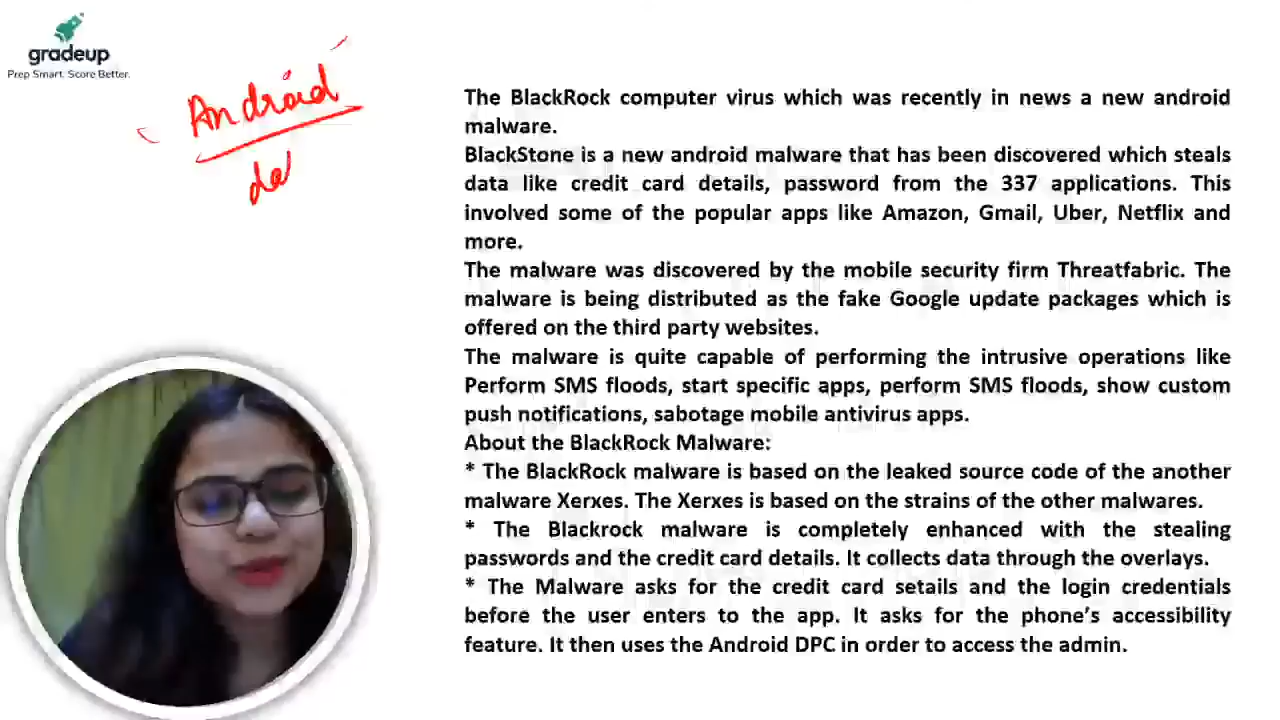 gradeup
Prep Smart. Score Better.
Android
da
The BlackRock computer virus which was recently in news a new android
malware.
BlackStone is a new android malware that has been discovered which steals
data like credit card details, password from the 337 applications. This
involved some of the popular apps like Amazon, Gmail, Uber, Netflix and
more.
The malware was discovered by the mobile security firm Threatfabric. The
malware is being distributed as the fake Google update packages which is
offered on the third party websites.
The malware is quite capable of performing the intrusive operations like
Perform SMS floods, start specific apps, perform SMS floods, show custom
push notifications, sabotage mobile antivirus apps.
About the BlackRock Malware:
* The BlackRock malware is based on the leaked source code of the another
malware Xerxes. The Xerxes is based on the strains of the other malwares.
* The Blackrock malware is completely enhanced with the stealing
passwords and the credit card details. It collects data through the overlays.
* The Malware asks for the credit card setails and the login credentials
before the user enters to the app. It asks for the phone’s accessibility
feature. It then uses the Android DPC in order to access the admin.